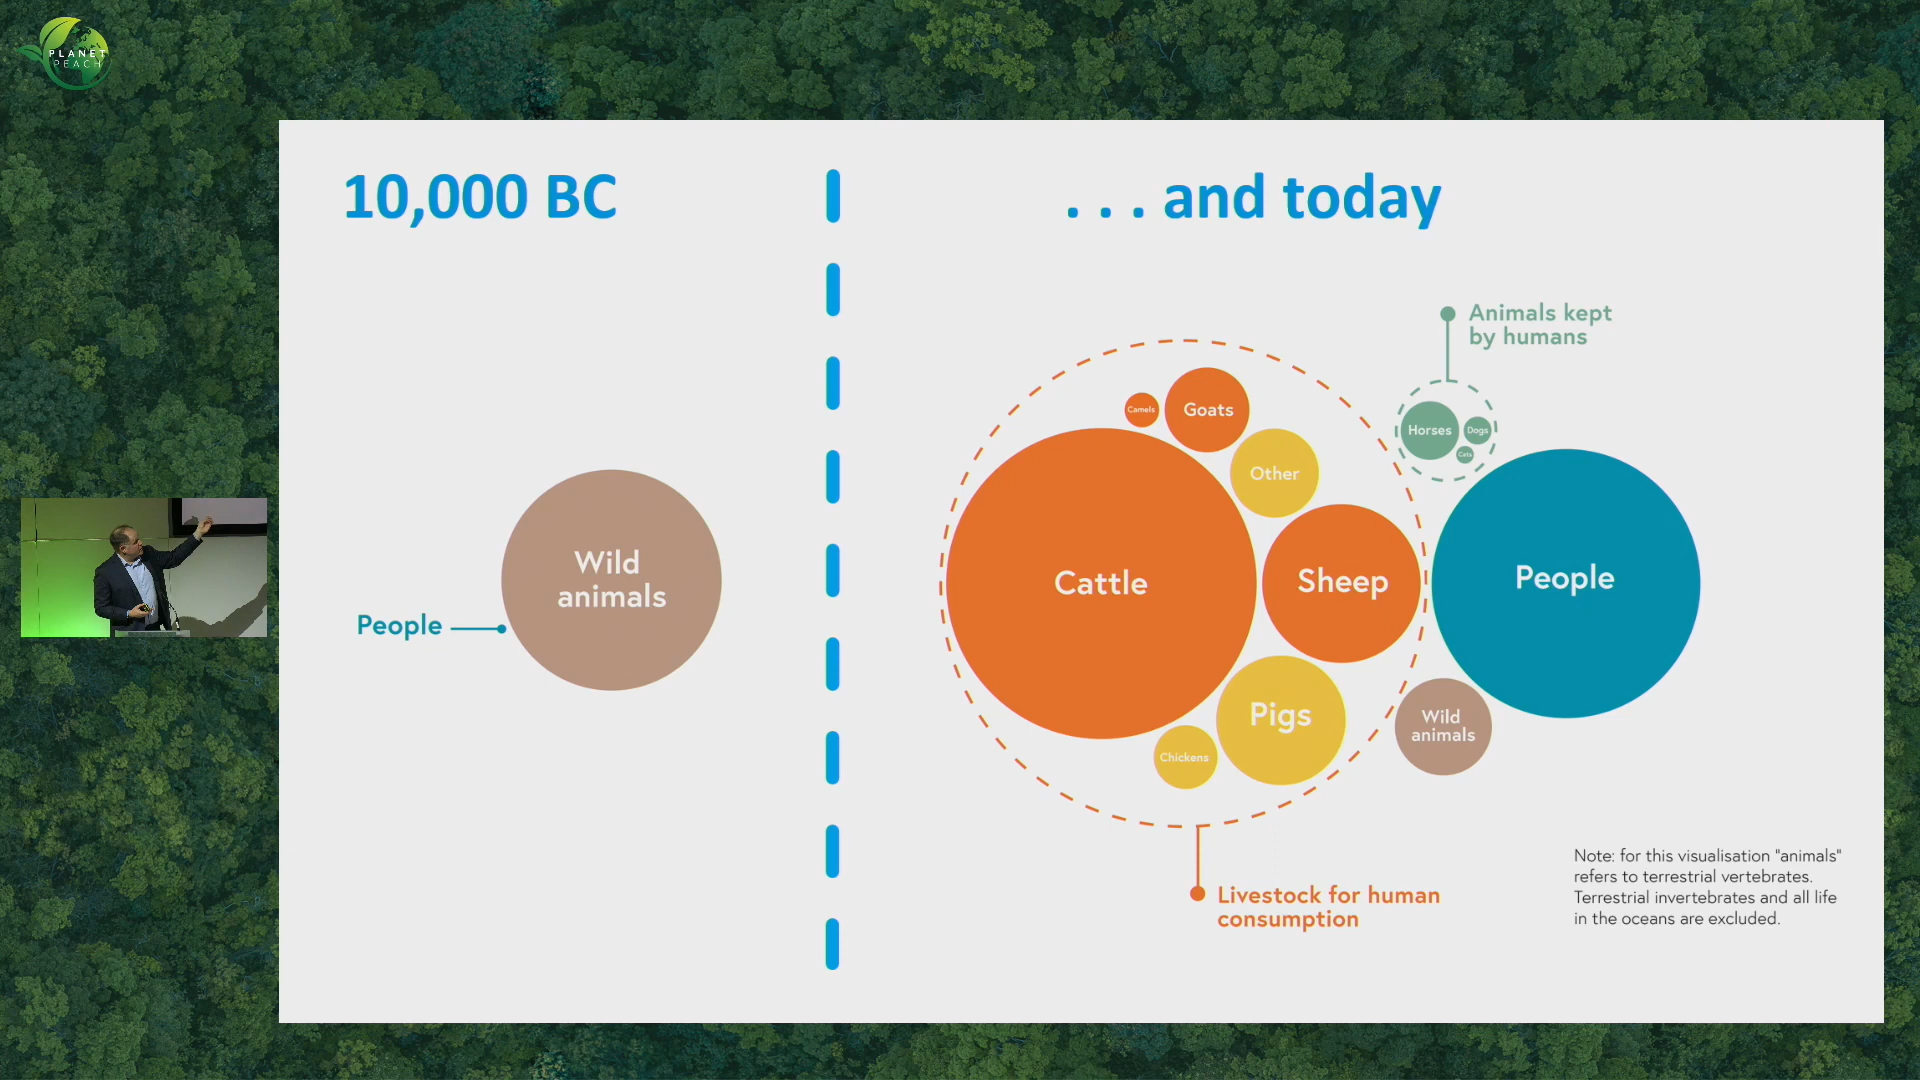 PLANET
PEACH
10,000 BC
. . . and today
Animals kept
by humans
Camels
Goats
Horses
Dogs
Cats
Other
Wild
animals
People
Cattle
Sheep
People
Pigs
Wild
animals
Chickens
Livestock for human
consumption
Note: for this visualisation "animals"
refers to terrestrial vertebrates.
Terrestrial invertebrates and all life
in the oceans are excluded.